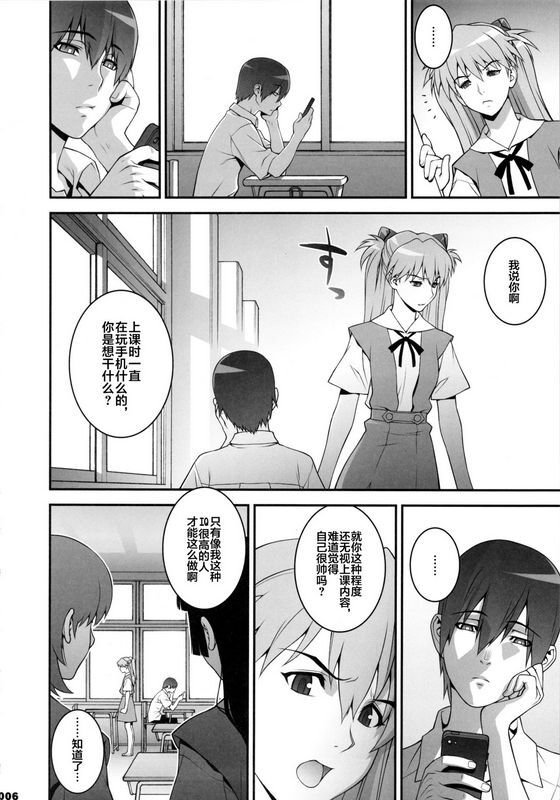 ……
我说你啊
すっ
上课时一直
在玩手机什么的，
你是想干什么？
……
就你这种程度
还无视上课内容，
难道觉得
自己很帅吗？
只有像我这种
IQ很高的人
才能这么做啊
……
……知道了…
006